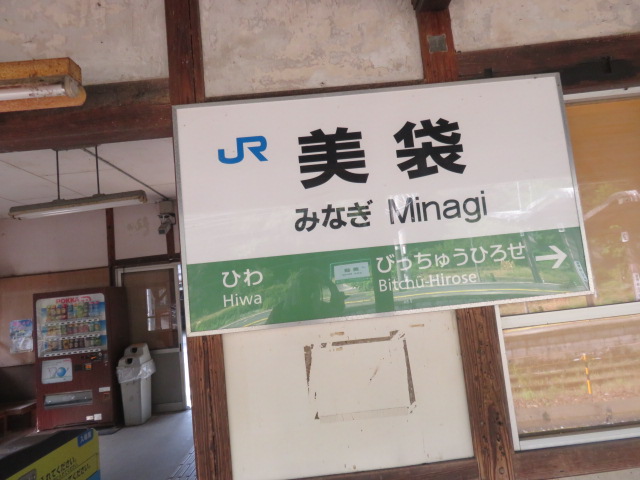 JR 美袋
みなぎ Minagi
ひわ
Hiwa
びっちゅうひろせ →
Bitchū-Hirose